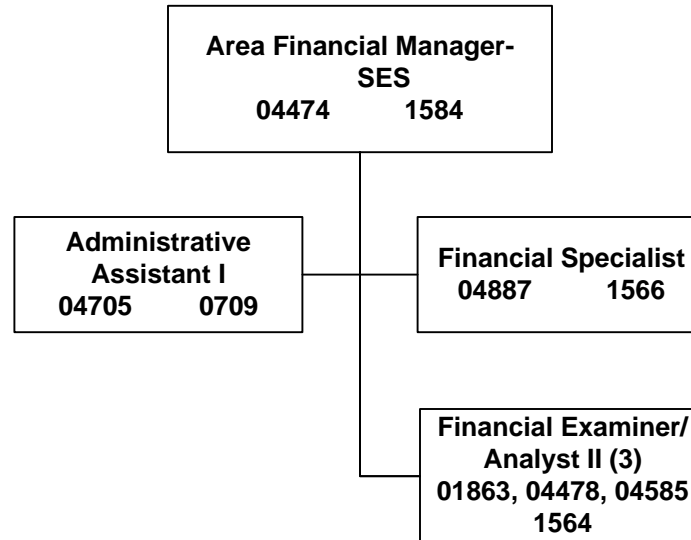 Area Financial Manager-
SES
04474 1584
Administrative
Assistant I
04705 0709
Financial Specialist
04887 1566
Financial Examiner/
Analyst II (3)
01863, 04478, 04585
1564